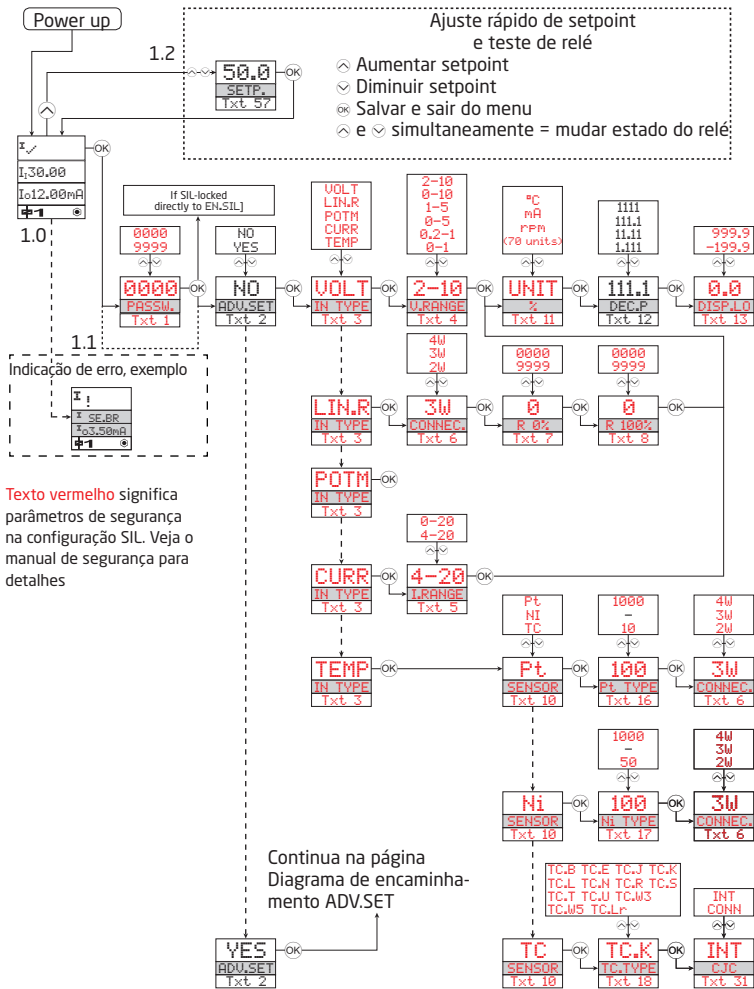 Power up
1.2
50.0
SETP.
Txt 57
OK
Ajuste rápido de setpoint
e teste de relé
Aumentar setpoint
Diminuir setpoint
OK Salvar e sair do menu
e simultaneamente = mudar estado do relé
I
I₁30.00
Io12.00mA
1
OK
1.0
If SIL-locked
directly to EN.SIL]
0000
9999
0000
PASSW.
Txt 1
OK
NO
YES
NO
ADV.SET
Txt 2
OK
VOLT
LIN.R
POTM
CURR
TEMP
VOLT
IN TYPE
Txt 3
OK
2-10
0-10
1-5
0-5
0.2-1
0-1
2-10
V.RANGE
Txt 4
OK
°C
mA
rpm
(70 units)
UNIT
%
Txt 11
OK
1111
111.1
11.11
1.111
111.1
DEC.P
Txt 12
OK
999.9
-199.9
0.0
DISP.LO
Txt 13
1.1
Indicação de erro, exemplo
I !
I SE.BR
Io3.50mA
1
LIN.R
IN TYPE
Txt 3
OK
4W
3W
2W
3W
CONNEC.
Txt 6
OK
0000
9999
0
R 0%
Txt 7
OK
0000
9999
0
R 100%
Txt 8
OK
POTM
IN TYPE
Txt 3
OK
Texto vermelho significa
parâmetros de segurança
na configuração SIL. Veja o
manual de segurança para
detalhes
CURR
IN TYPE
Txt 3
OK
0-20
4-20
4-20
I.RANGE
Txt 5
OK
TEMP
IN TYPE
Txt 3
OK
Pt
NI
TC
Pt
SENSOR
Txt 10
OK
1000
-
10
100
Pt TYPE
Txt 16
OK
4W
3W
2W
3W
CONNEC.
Txt 6
Ni
SENSOR
Txt 10
OK
1000
-
50
100
Ni TYPE
Txt 17
OK
4W
3W
2W
3W
CONNEC.
Txt 6
Continua na página
Diagrama de encaminha-
mento ADV.SET
YES
ADV.SET
Txt 2
OK
TC
SENSOR
Txt 10
OK
TC.B TC.E TC.J TC.K
TC.L TC.N TC.R TC.S
TC.T TC.U TC.W3
TC.W5 TC.Lr
TC.K
TC.TYPE
Txt 18
OK
INT
CONN
INT
CJC
Txt 31